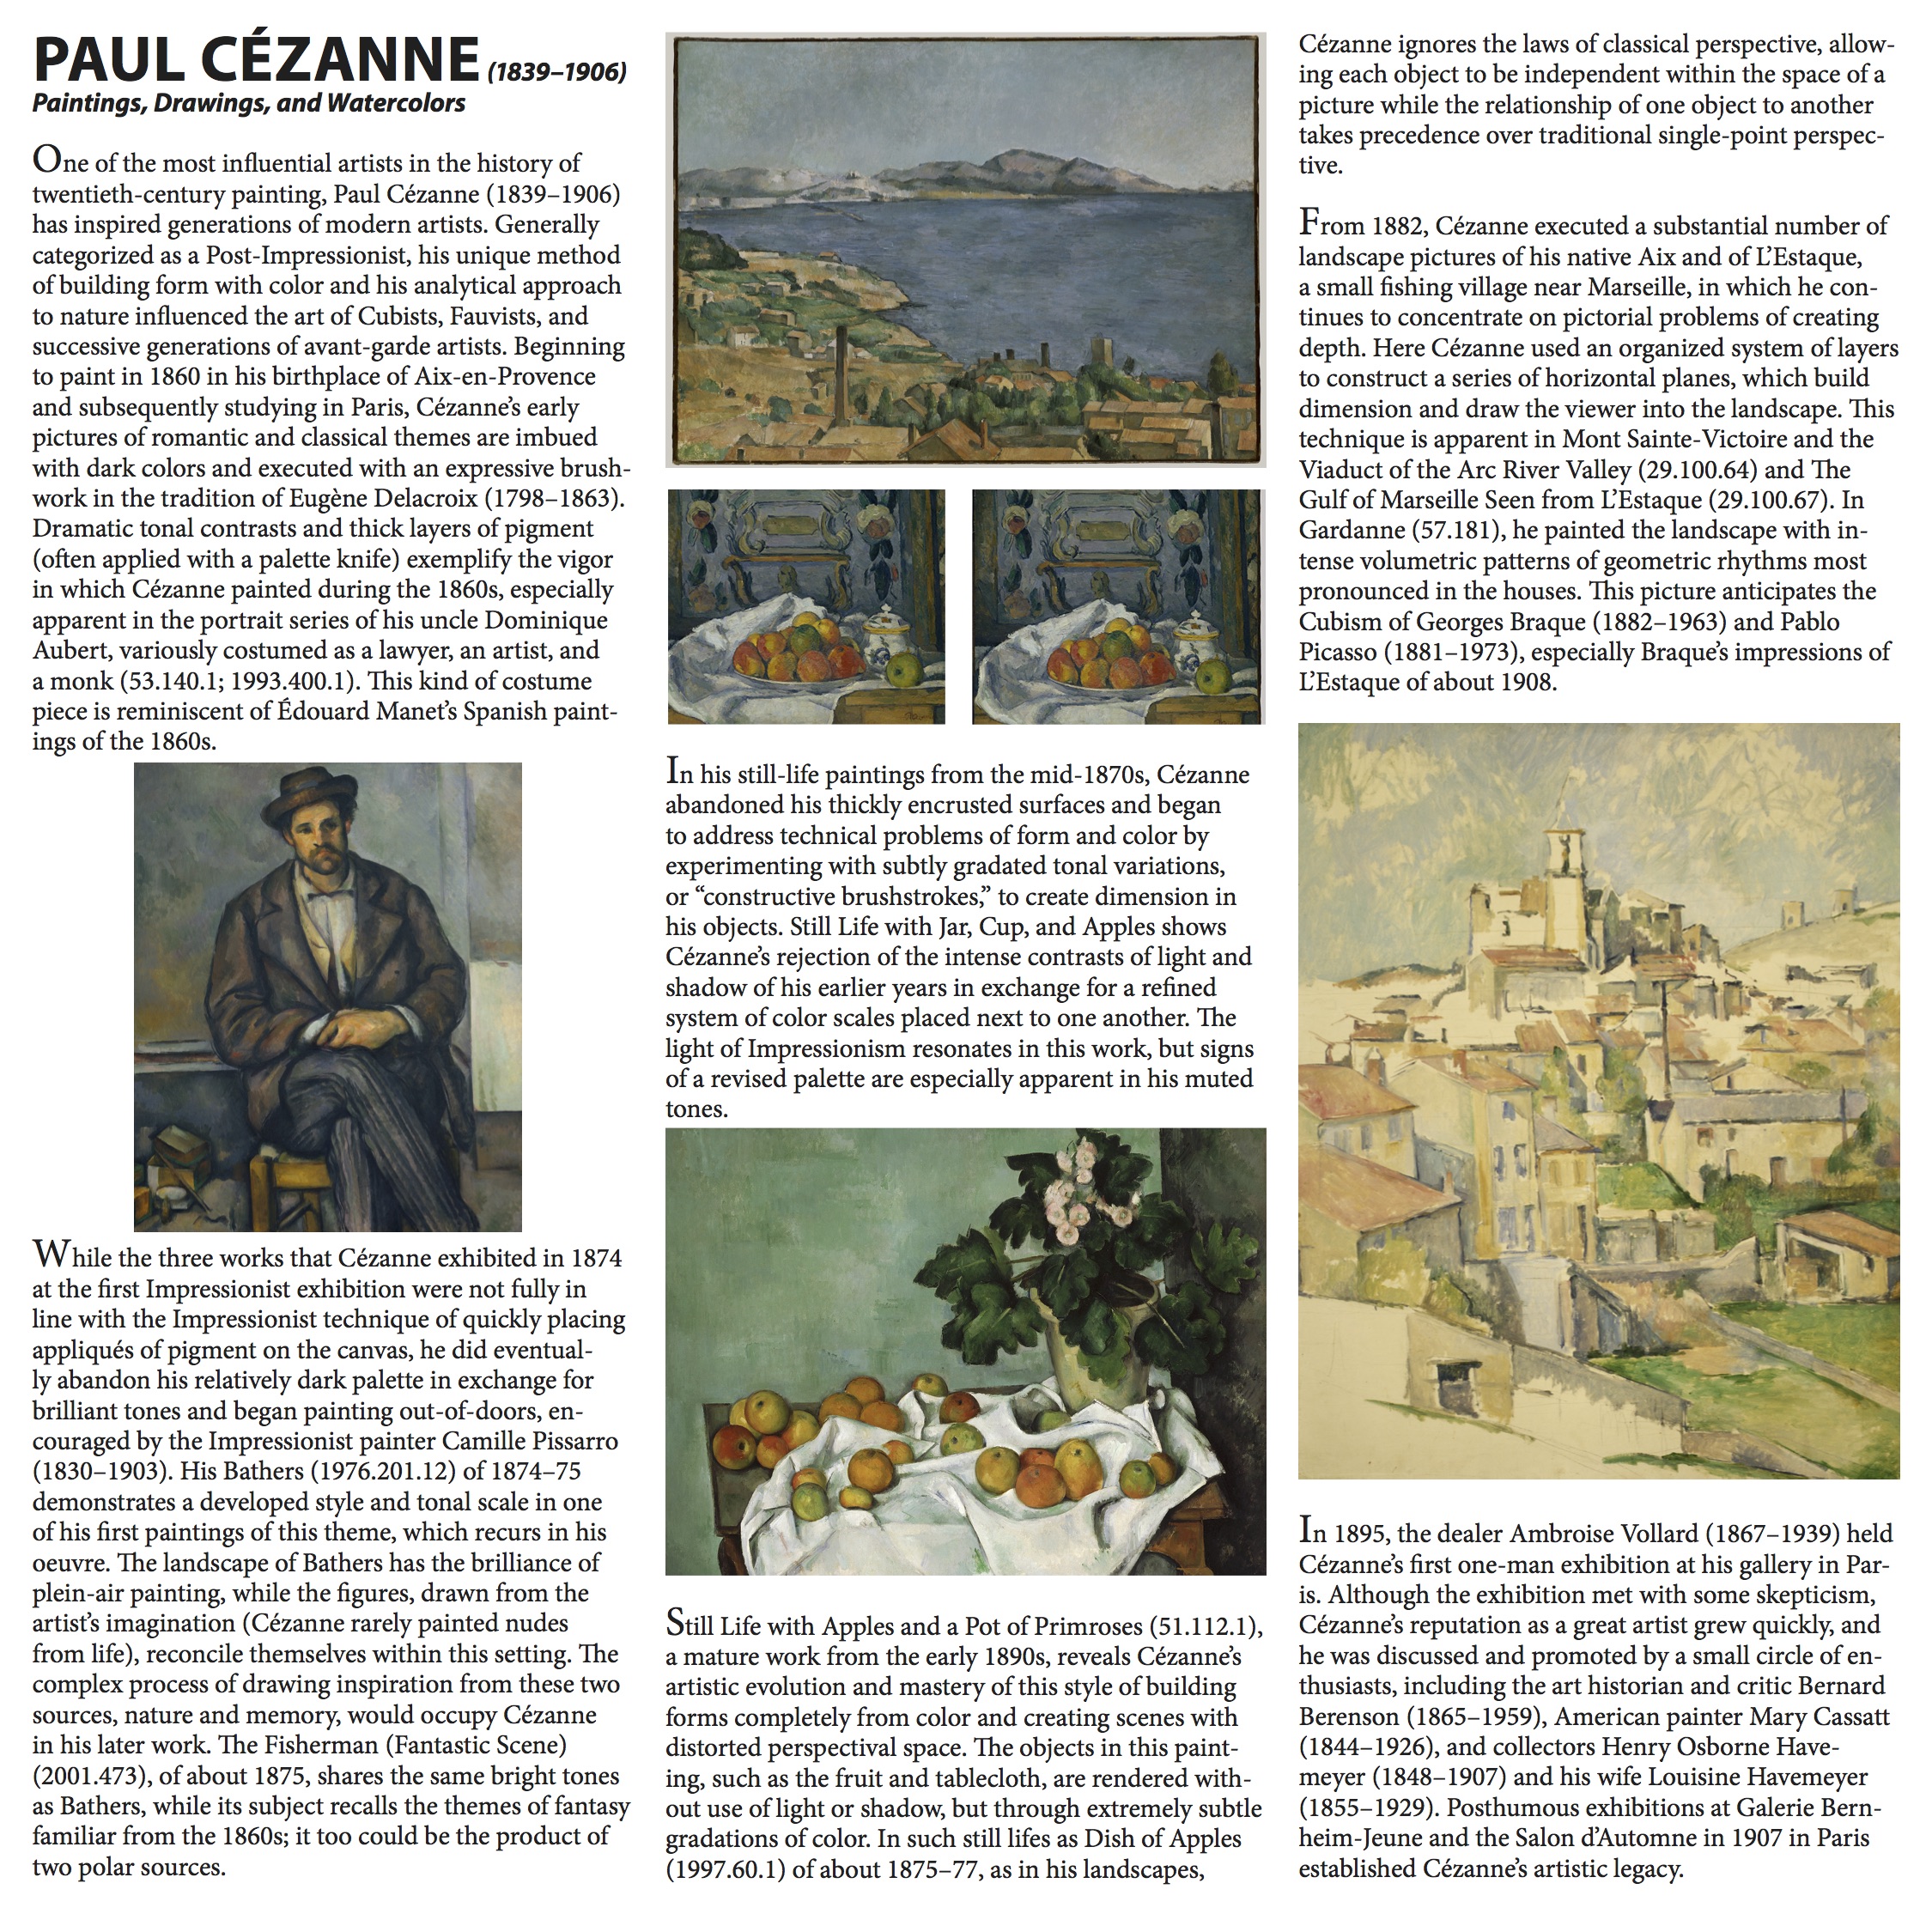 PAUL CÉZANNE (1839–1906)
Paintings, Drawings, and Watercolors
One of the most influential artists in the history of
twentieth-century painting, Paul Cézanne (1839–1906)
has inspired generations of modern artists. Generally
categorized as a Post-Impressionist, his unique method
of building form with color and his analytical approach
to nature influenced the art of Cubists, Fauvists, and
successive generations of avant-garde artists. Beginning
to paint in 1860 in his birthplace of Aix-en-Provence
and subsequently studying in Paris, Cézanne’s early
pictures of romantic and classical themes are imbued
with dark colors and executed with an expressive brush-
work in the tradition of Eugène Delacroix (1798–1863).
Dramatic tonal contrasts and thick layers of pigment
(often applied with a palette knife) exemplify the vigor
in which Cézanne painted during the 1860s, especially
apparent in the portrait series of his uncle Dominique
Aubert, variously costumed as a lawyer, an artist, and
a monk (53.140.1; 1993.400.1). This kind of costume
piece is reminiscent of Édouard Manet’s Spanish paint-
ings of the 1860s.
While the three works that Cézanne exhibited in 1874
at the first Impressionist exhibition were not fully in
line with the Impressionist technique of quickly placing
appliqués of pigment on the canvas, he did eventual-
ly abandon his relatively dark palette in exchange for
brilliant tones and began painting out-of-doors, en-
couraged by the Impressionist painter Camille Pissarro
(1830–1903). His Bathers (1976.201.12) of 1874–75
demonstrates a developed style and tonal scale in one
of his first paintings of this theme, which recurs in his
oeuvre. The landscape of Bathers has the brilliance of
plein-air painting, while the figures, drawn from the
artist’s imagination (Cézanne rarely painted nudes
from life), reconcile themselves within this setting. The
complex process of drawing inspiration from these two
sources, nature and memory, would occupy Cézanne
in his later work. The Fisherman (Fantastic Scene)
(2001.473), of about 1875, shares the same bright tones
as Bathers, while its subject recalls the themes of fantasy
familiar from the 1860s; it too could be the product of
two polar sources.
In his still-life paintings from the mid-1870s, Cézanne
abandoned his thickly encrusted surfaces and began
to address technical problems of form and color by
experimenting with subtly gradated tonal variations,
or “constructive brushstrokes,” to create dimension in
his objects. Still Life with Jar, Cup, and Apples shows
Cézanne’s rejection of the intense contrasts of light and
shadow of his earlier years in exchange for a refined
system of color scales placed next to one another. The
light of Impressionism resonates in this work, but signs
of a revised palette are especially apparent in his muted
tones.
Still Life with Apples and a Pot of Primroses (51.112.1),
a mature work from the early 1890s, reveals Cézanne’s
artistic evolution and mastery of this style of building
forms completely from color and creating scenes with
distorted perspectival space. The objects in this paint-
ing, such as the fruit and tablecloth, are rendered with-
out use of light or shadow, but through extremely subtle
gradations of color. In such still lifes as Dish of Apples
(1997.60.1) of about 1875–77, as in his landscapes,
Cézanne ignores the laws of classical perspective, allow-
ing each object to be independent within the space of a
picture while the relationship of one object to another
takes precedence over traditional single-point perspec-
tive.
From 1882, Cézanne executed a substantial number of
landscape pictures of his native Aix and of L’Estaque,
a small fishing village near Marseille, in which he con-
tinues to concentrate on pictorial problems of creating
depth. Here Cézanne used an organized system of layers
to construct a series of horizontal planes, which build
dimension and draw the viewer into the landscape. This
technique is apparent in Mont Sainte-Victoire and the
Viaduct of the Arc River Valley (29.100.64) and The
Gulf of Marseille Seen from L’Estaque (29.100.67). In
Gardanne (57.181), he painted the landscape with in-
tense volumetric patterns of geometric rhythms most
pronounced in the houses. This picture anticipates the
Cubism of Georges Braque (1882–1963) and Pablo
Picasso (1881–1973), especially Braque’s impressions of
L’Estaque of about 1908.
In 1895, the dealer Ambroise Vollard (1867–1939) held
Cézanne’s first one-man exhibition at his gallery in Par-
is. Although the exhibition met with some skepticism,
Cézanne’s reputation as a great artist grew quickly, and
he was discussed and promoted by a small circle of en-
thusiasts, including the art historian and critic Bernard
Berenson (1865–1959), American painter Mary Cassatt
(1844–1926), and collectors Henry Osborne Have-
meyer (1848–1907) and his wife Louisine Havemeyer
(1855–1929). Posthumous exhibitions at Galerie Bern-
heim-Jeune and the Salon d’Automne in 1907 in Paris
established Cézanne’s artistic legacy.